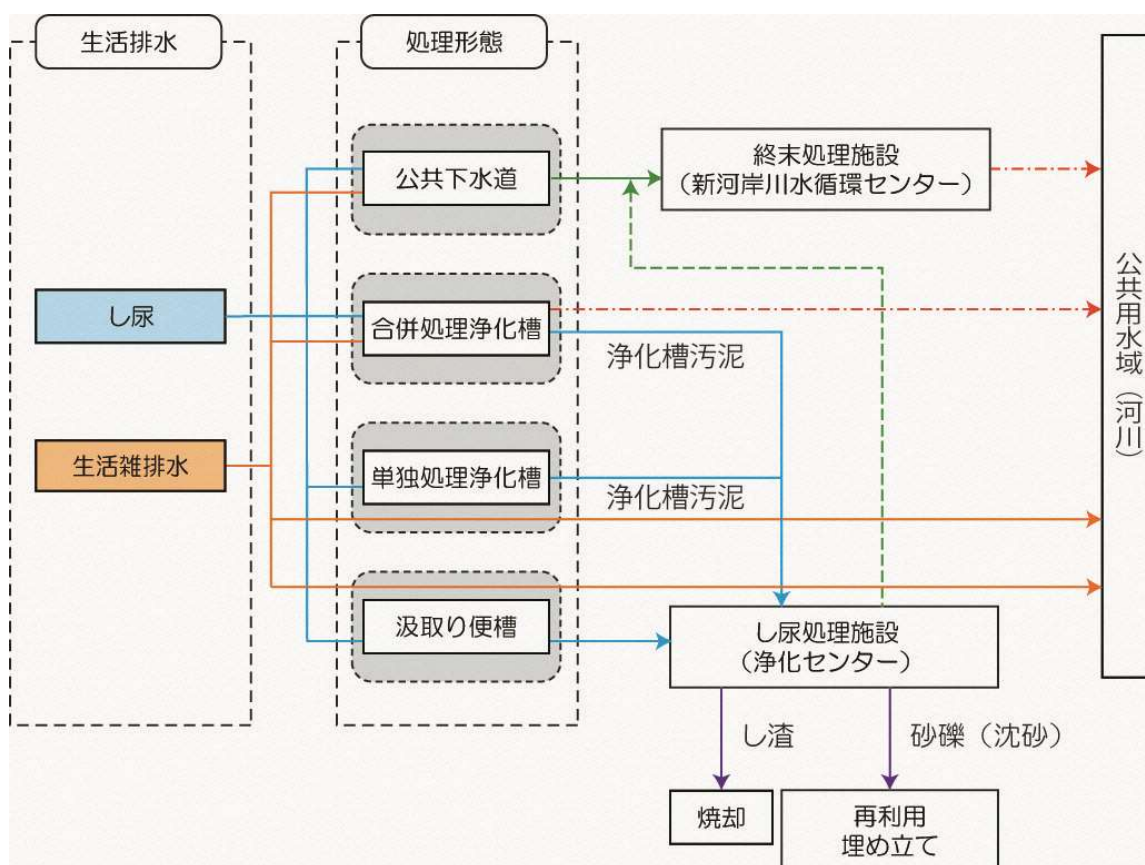 生活排水
処理形態
公共下水道
終末処理施設
（新河岸川水循環センター）
し尿
合併処理浄化槽
浄化槽汚泥
生活雑排水
単独処理浄化槽
浄化槽汚泥
汲取り便槽
し尿処理施設
（浄化センター）
公共用水域（河川）
し渣
砂礫（沈砂）
焼却
再利用
埋め立て